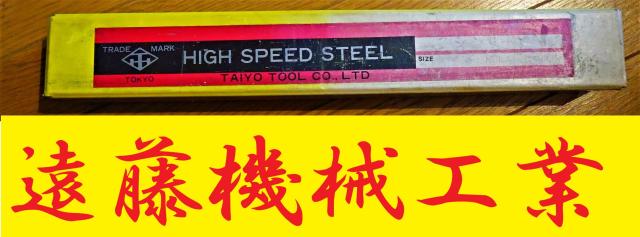 TRADE MARK
TOKYO
HIGH SPEED STEEL
TAIYO TOOL CO., LTD
SIZE
遠藤機械工業